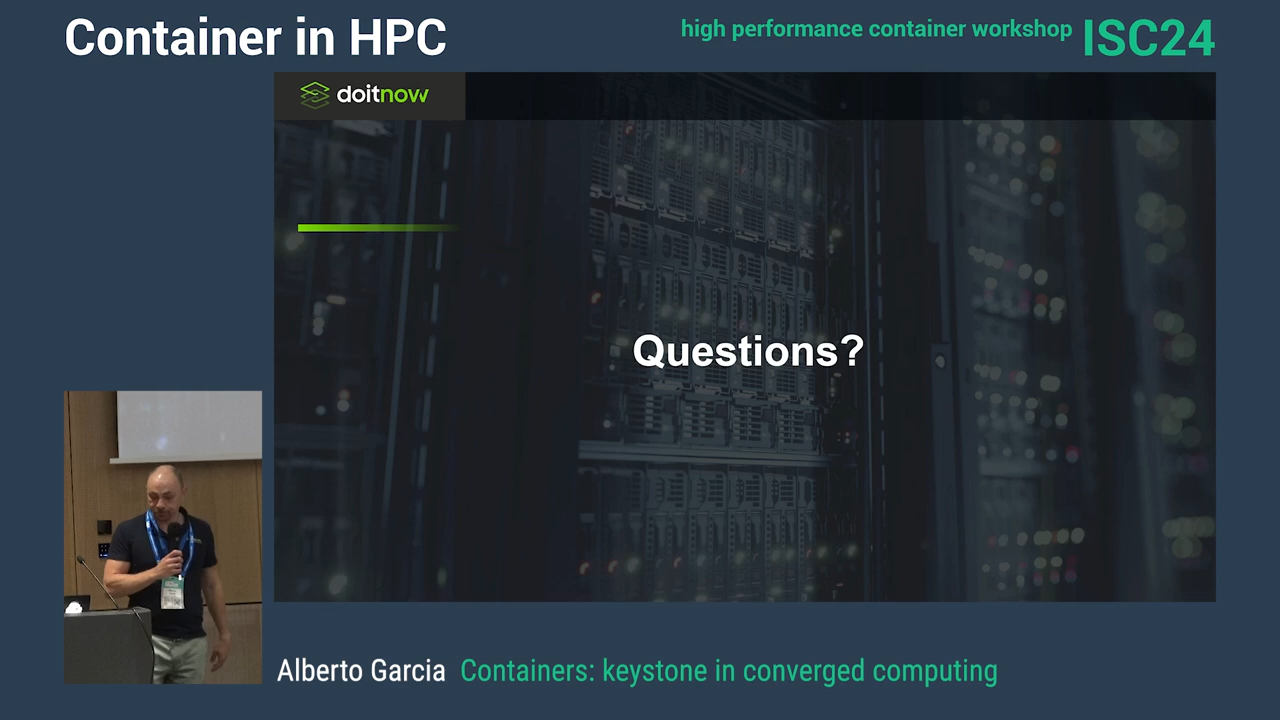 Container in HPC
high performance container workshop ISC24
doitnow
Questions?
Alberto Garcia Containers: keystone in converged computing